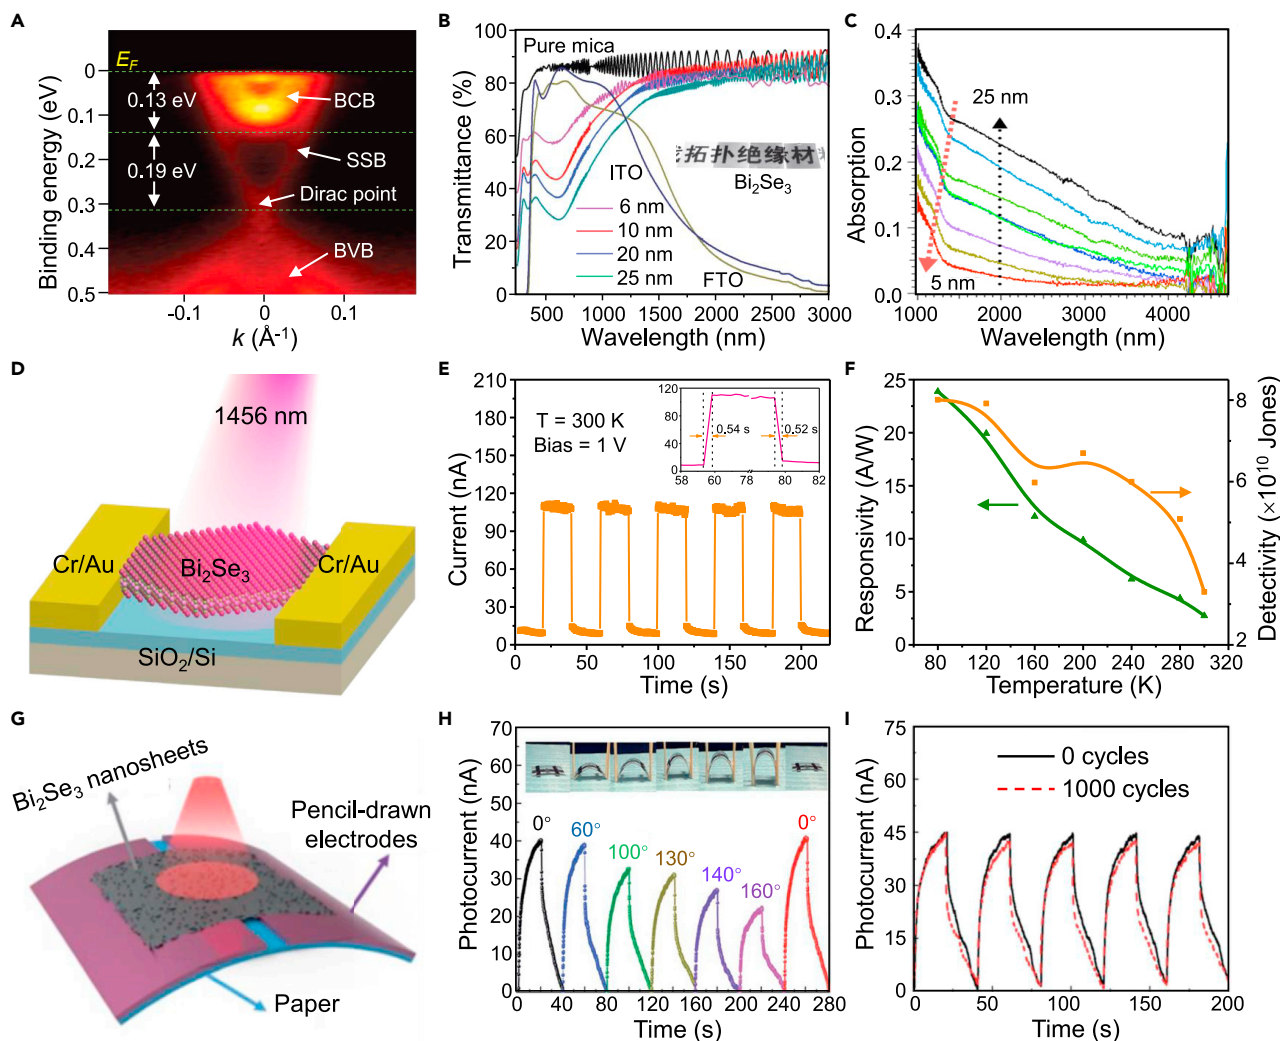 A
E_F
0
0.13 eV
BCB
0.1
0.2
0.19 eV
SSB
0.3
Dirac point
0.4
BVB
0.5
-0.1
0
0.1
Binding energy (eV)
k (Å⁻¹)
B
100
80
60
40
20
0
Transmittance (%)
Pure mica
ITO
拓扑绝缘材
Bi₂Se₃
6 nm
10 nm
20 nm
25 nm
FTO
500
1000
1500
2000
2500
3000
Wavelength (nm)
C
0.4
0.3
0.2
0.1
0.0
Absorption
25 nm
5 nm
1000
2000
3000
4000
Wavelength (nm)
D
1456 nm
Cr/Au
Bi₂Se₃
Cr/Au
SiO₂/Si
E
210
180
150
120
90
60
30
0
Current (nA)
T = 300 K
Bias = 1 V
120
80
40
0
0.54 s
0.52 s
58
60
78
80
82
0
50
100
150
200
Time (s)
F
25
20
15
10
5
0
Responsivity (A/W)
8
6
4
2
Detectivity (×10¹⁰ Jones)
80
120
160
200
240
280
320
Temperature (K)
G
Bi₂Se₃ nanosheets
Pencil-drawn
electrodes
Paper
H
70
60
50
40
30
20
10
0
Photocurrent (nA)
0°
60°
100°
130°
140°
160°
0°
0
40
80
120
160
200
240
280
Time (s)
I
75
60
45
30
15
0
Photocurrent (nA)
0 cycles
1000 cycles
0
50
100
150
200
Time (s)